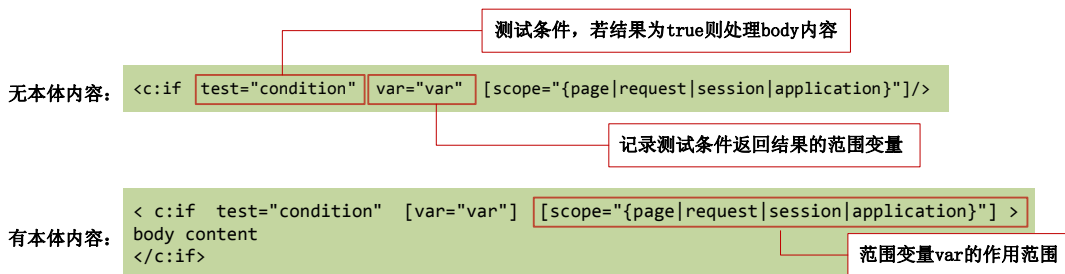 测试条件，若结果为true则处理body内容
无本体内容：
<c:if  test="condition"  var="var"  [scope="{page|request|session|application}"]/>
记录测试条件返回结果的范围变量
有本体内容：
< c:if  test="condition"  [var="var"]  [scope="{page|request|session|application}"] >
body content
</c:if>
范围变量var的作用范围